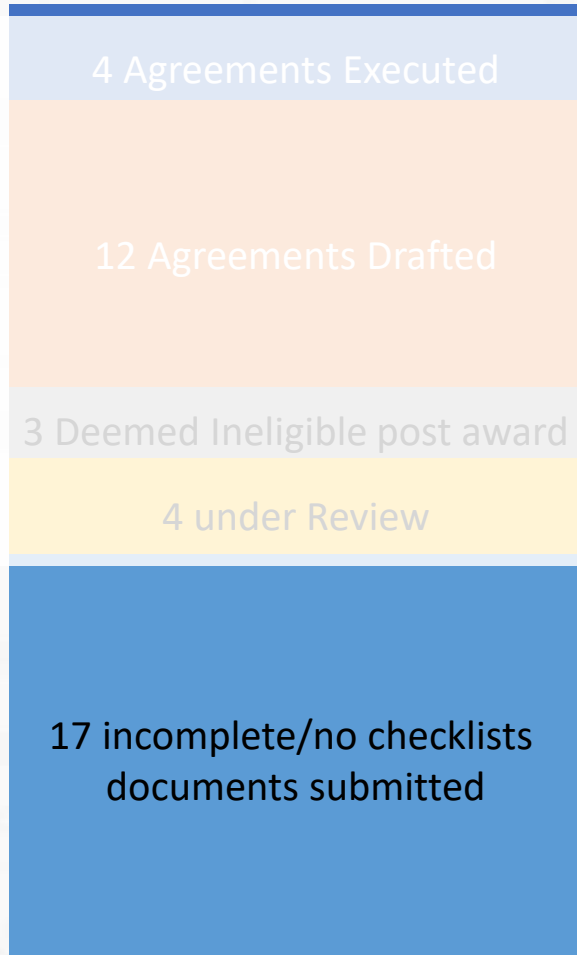 4 Agreements Executed
12 Agreements Drafted
3 Deemed Ineligible post award
4 under Review
17 incomplete/no checklists
documents submitted